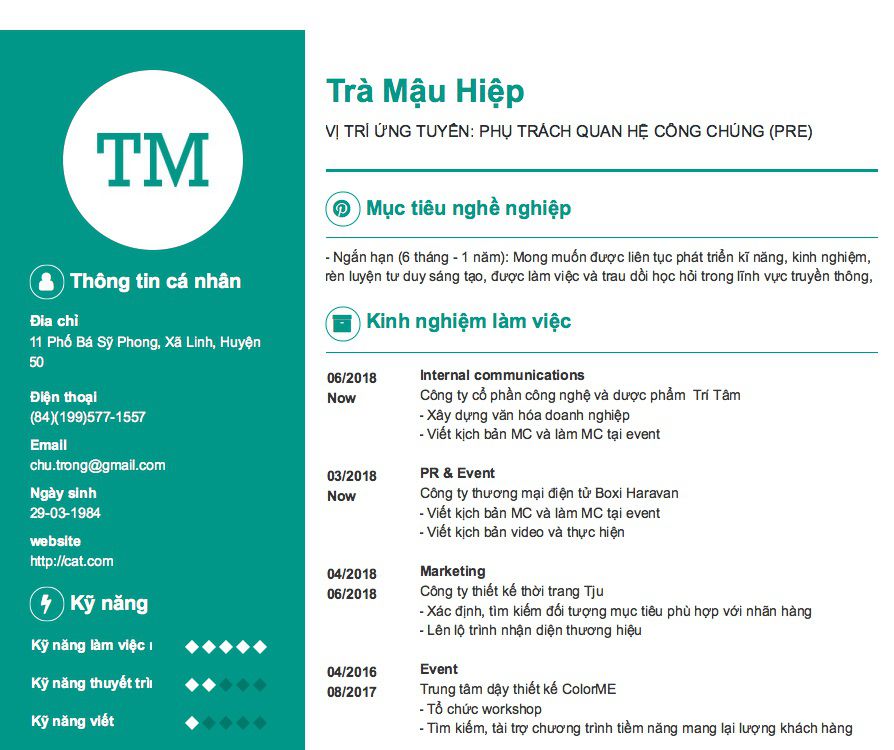 TM
Thông tin cá nhân
Địa chỉ
11 Phố Bá Sỹ Phong, Xã Linh, Huyện
50
Điện thoại
(84)(199)577-1557
Email
chu.trong@gmail.com
Ngày sinh
29-03-1984
website
http://cat.com
Kỹ năng
Kỹ năng làm việc
Kỹ năng thuyết
Kỹ năng viết
Trà Mậu Hiệp
VỊ TRÍ ỨNG TUYỂN: PHỤ TRÁCH QUAN HỆ CÔNG CHÚNG (PRE)
Mục tiêu nghề nghiệp
- Ngắn hạn (6 tháng - 1 năm): Mong muốn được liên tục phát triển kĩ năng, kinh nghiệm,
rèn luyện tư duy sáng tạo, được làm việc và trau dồi học hỏi trong lĩnh vực truyền thông,
Kinh nghiệm làm việc
06/2018
Now
Internal communications
Công ty cổ phần công nghệ và dược phẩm Trí Tâm
- Xây dựng văn hóa doanh nghiệp
- Viết kịch bản MC và làm MC tại event
03/2018
Now
PR & Event
Công ty thương mại điện tử Boxi Haravan
- Viết kịch bản MC và làm MC tại event
- Viết kịch bản video và thực hiện
04/2018
06/2018
Marketing
Công ty thiết kế thời trang Tju
- Xác định, tìm kiếm đối tượng mục tiêu phù hợp với nhãn hàng
- Lên lộ trình nhận diện thương hiệu
04/2016
08/2017
Event
Trung tâm dậy thiết kế ColorME
- Tổ chức workshop
- Tìm kiếm, tài trợ chương trình tiềm năng mang lại lượng khách hàng